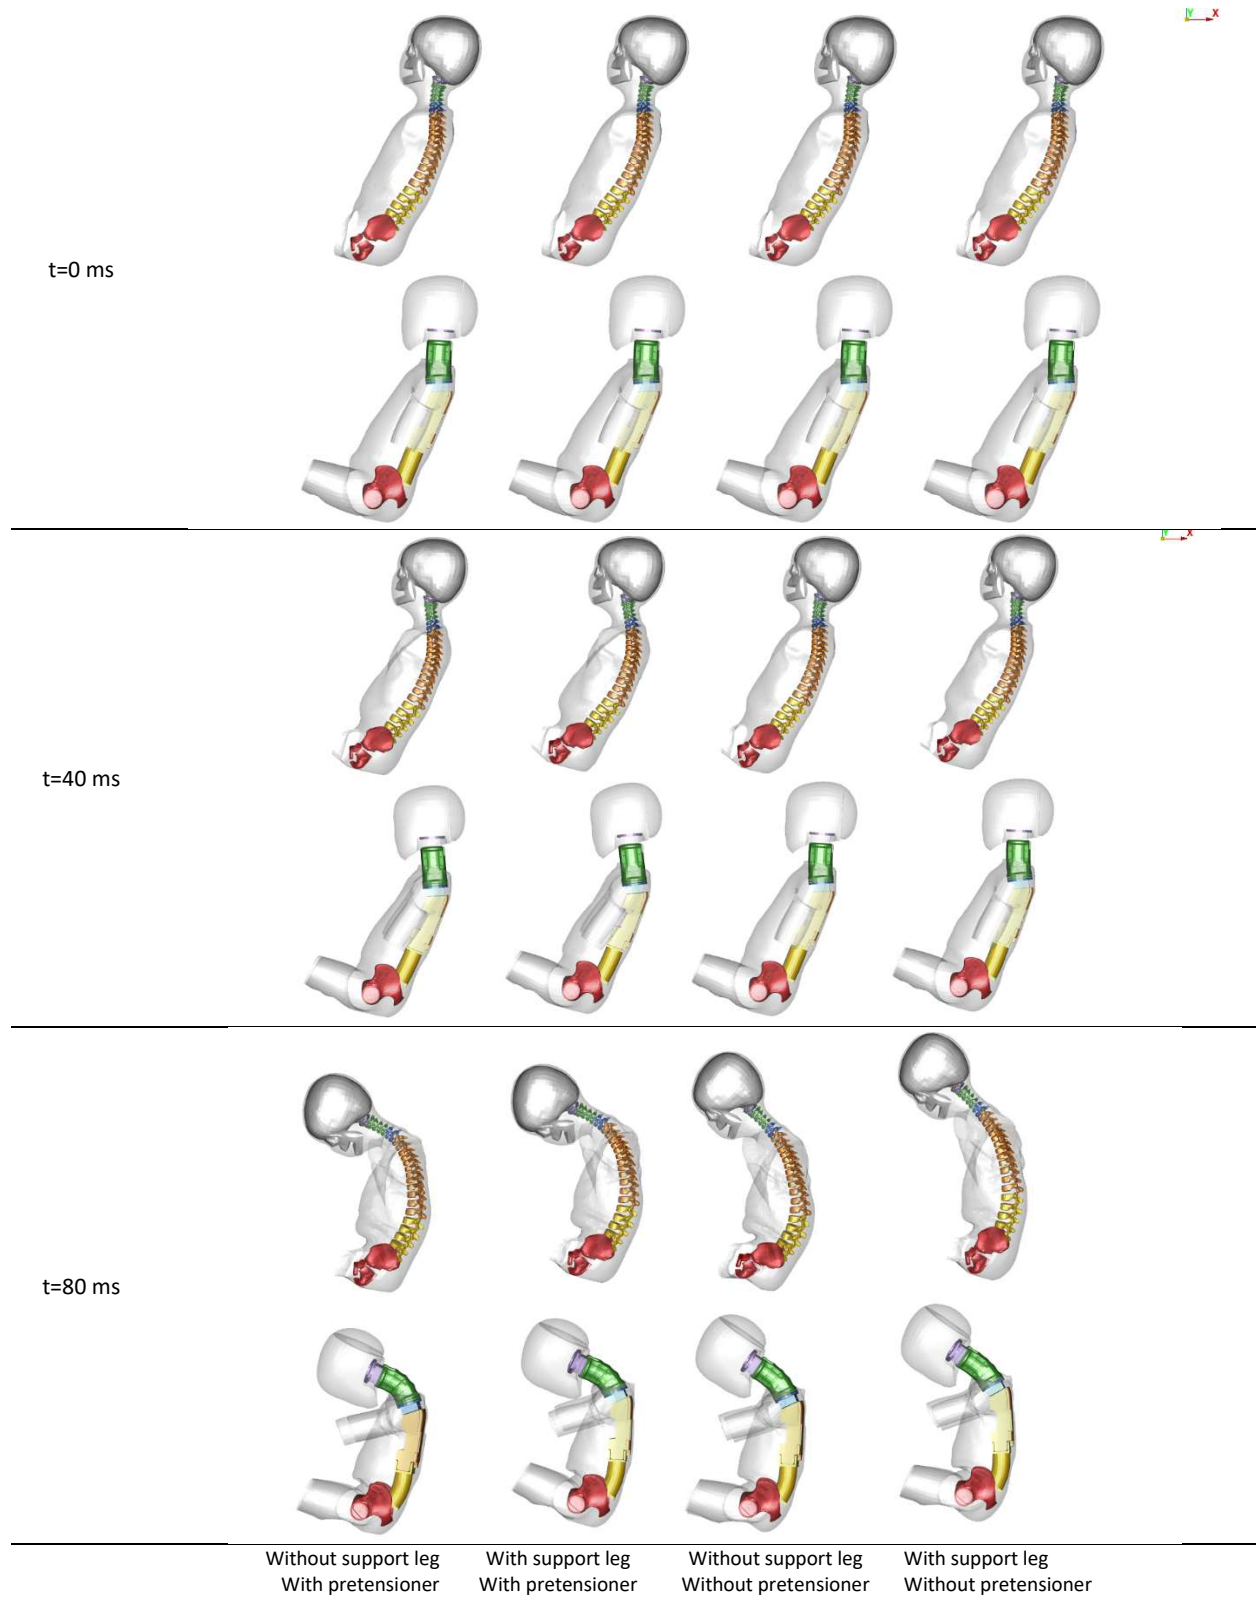 Y X
t=0 ms
Y X
t=40 ms
t=80 ms
Without support leg With support leg Without support leg With support leg
With pretensioner With pretensioner Without pretensioner Without pretensioner